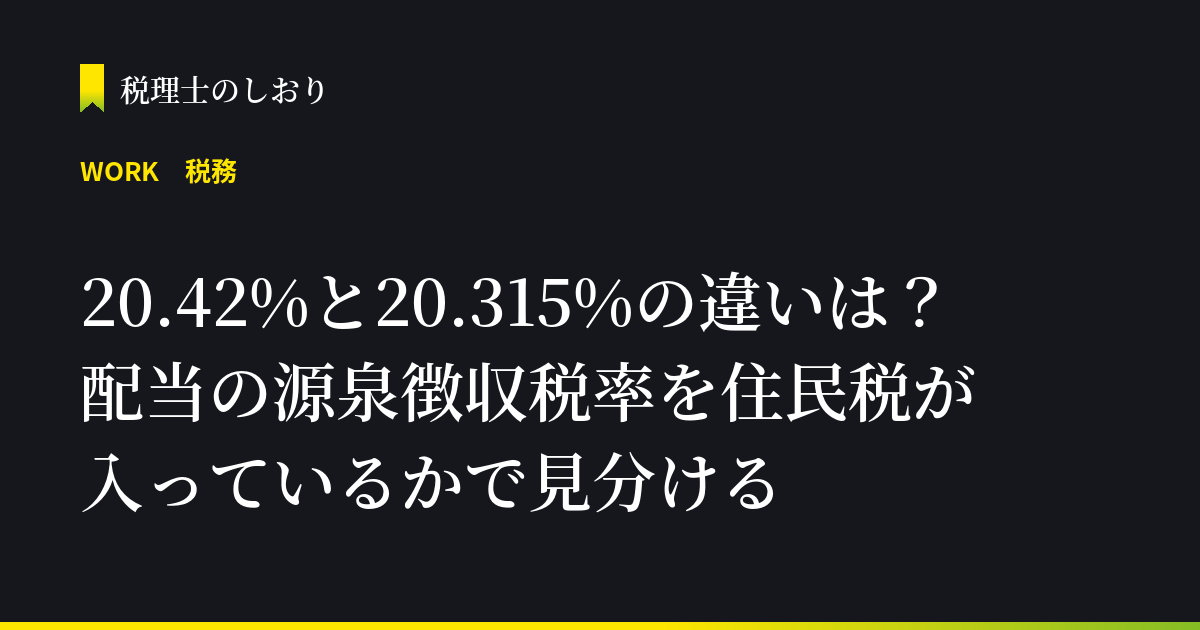 税理士のしおり
WORK 税務
20.42%と20.315%の違いは？
配当の源泉徴収税率を住民税が
入っているかで見分ける